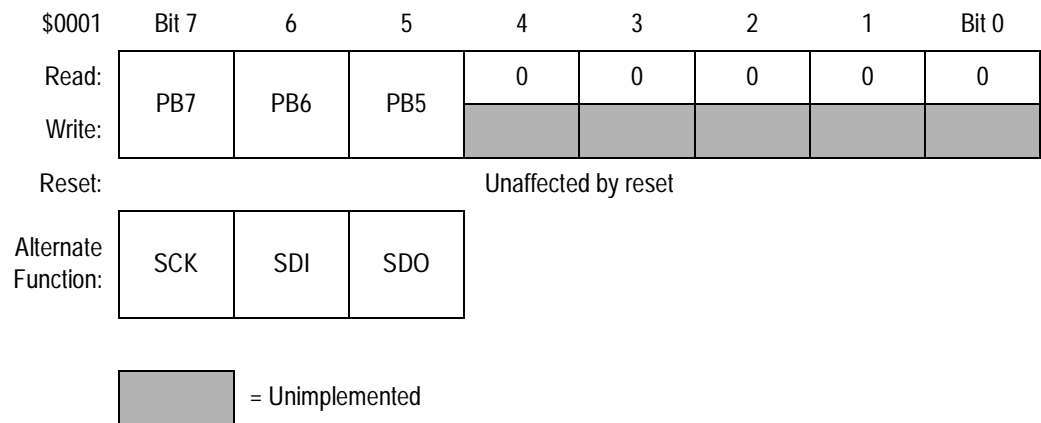 $0001 Bit 7 6 5 4 3 2 1 Bit 0
Read: PB7 PB6 PB5 0 0 0 0 0
Write:
Reset: Unaffected by reset
Alternate
Function: SCK SDI SDO
= Unimplemented